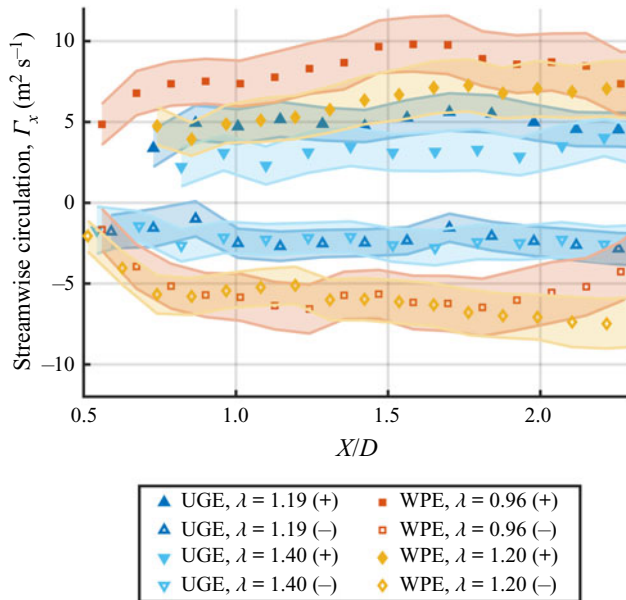 10
5
0
−5
−10
Streamwise circulation, Γx (m² s⁻¹)
0.5 1.0 1.5 2.0
X/D
UGE, λ = 1.19 (+) WPE, λ = 0.96 (+)
UGE, λ = 1.19 (–) WPE, λ = 0.96 (–)
UGE, λ = 1.40 (+) WPE, λ = 1.20 (+)
UGE, λ = 1.40 (–) WPE, λ = 1.20 (–)